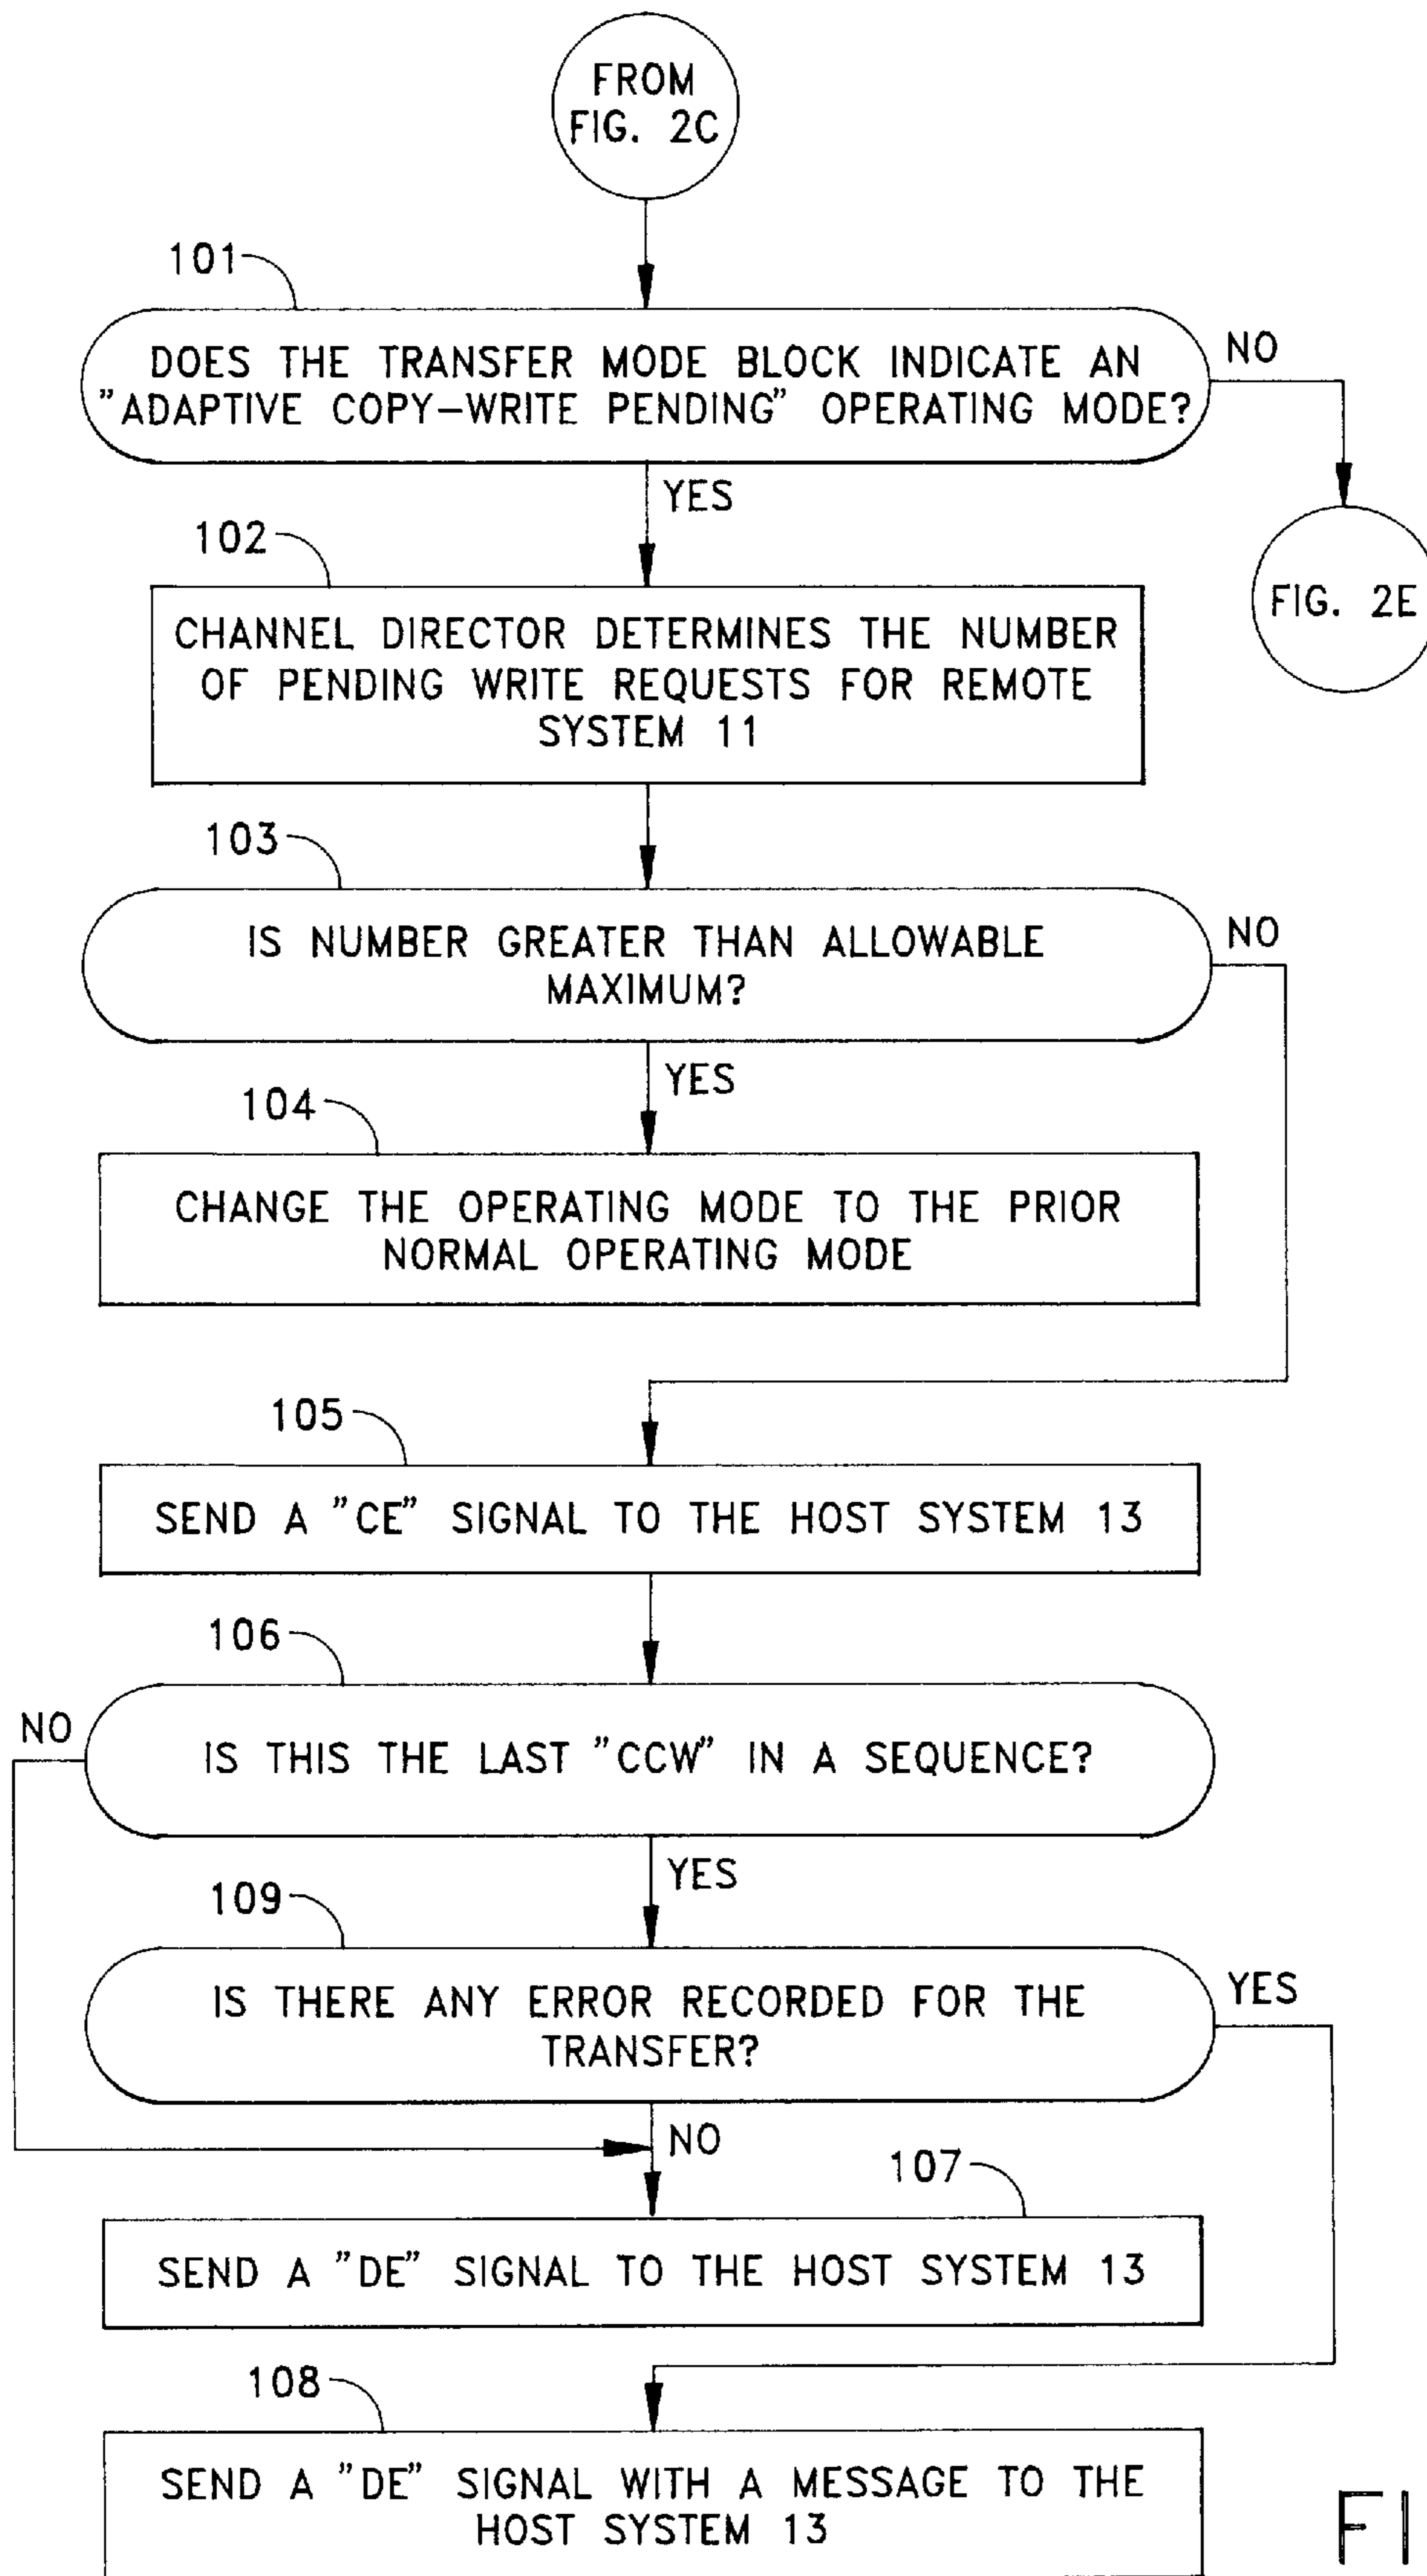 FROM
FIG. 2C
101
DOES THE TRANSFER MODE BLOCK INDICATE AN
"ADAPTIVE COPY-WRITE PENDING" OPERATING MODE?
NO
YES
FIG. 2E
102
CHANNEL DIRECTOR DETERMINES THE NUMBER
OF PENDING WRITE REQUESTS FOR REMOTE
SYSTEM 11
103
IS NUMBER GREATER THAN ALLOWABLE
MAXIMUM?
NO
YES
104
CHANGE THE OPERATING MODE TO THE PRIOR
NORMAL OPERATING MODE
105
SEND A "CE" SIGNAL TO THE HOST SYSTEM 13
106
NO
IS THIS THE LAST "CCW" IN A SEQUENCE?
YES
109
IS THERE ANY ERROR RECORDED FOR THE
TRANSFER?
YES
NO
107
SEND A "DE" SIGNAL TO THE HOST SYSTEM 13
108
SEND A "DE" SIGNAL WITH A MESSAGE TO THE
HOST SYSTEM 13
FI